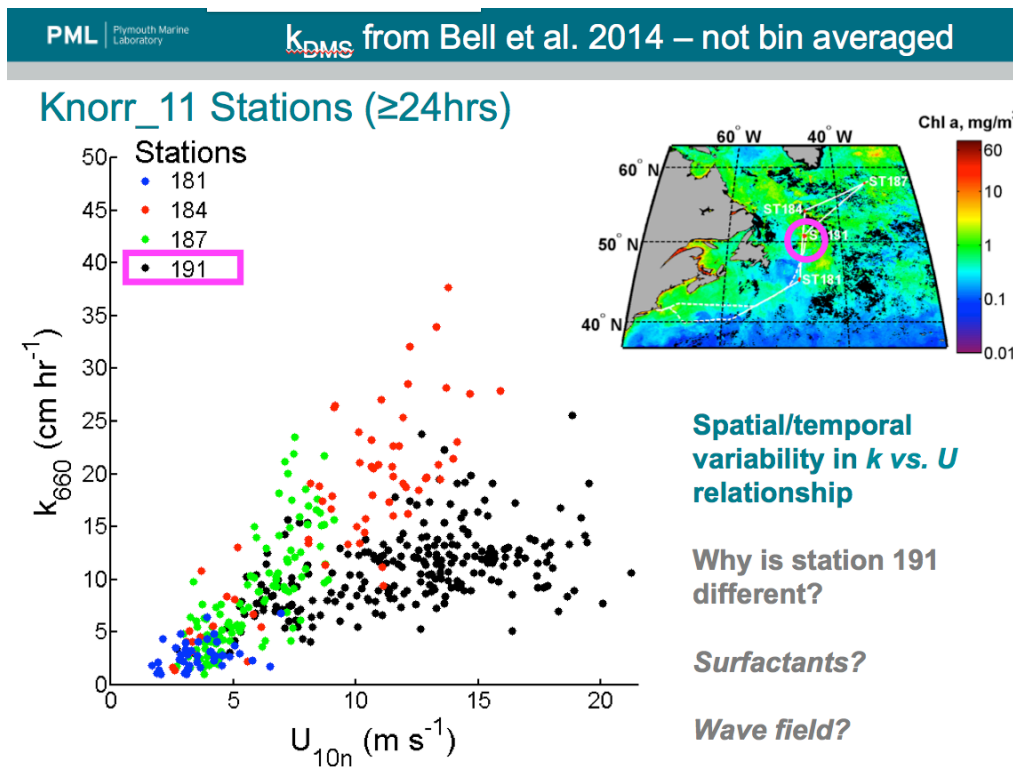 PML | Plymouth Marine Laboratory
kDMS from Bell et al. 2014 – not bin averaged
Knorr_11 Stations (≥24hrs)
Stations
181
184
187
191
50
45
40
35
30
25
20
15
10
5
0
k660 (cm hr-1)
0
5
10
15
20
U10n (m s-1)
Chl a, mg/m3
60° W
40° W
60° N
50° N
40° N
ST187
ST184
ST181
ST181
60
10
1
0.1
0.01
Spatial/temporal
variability in k vs. U
relationship
Why is station 191
different?
Surfactants?
Wave field?